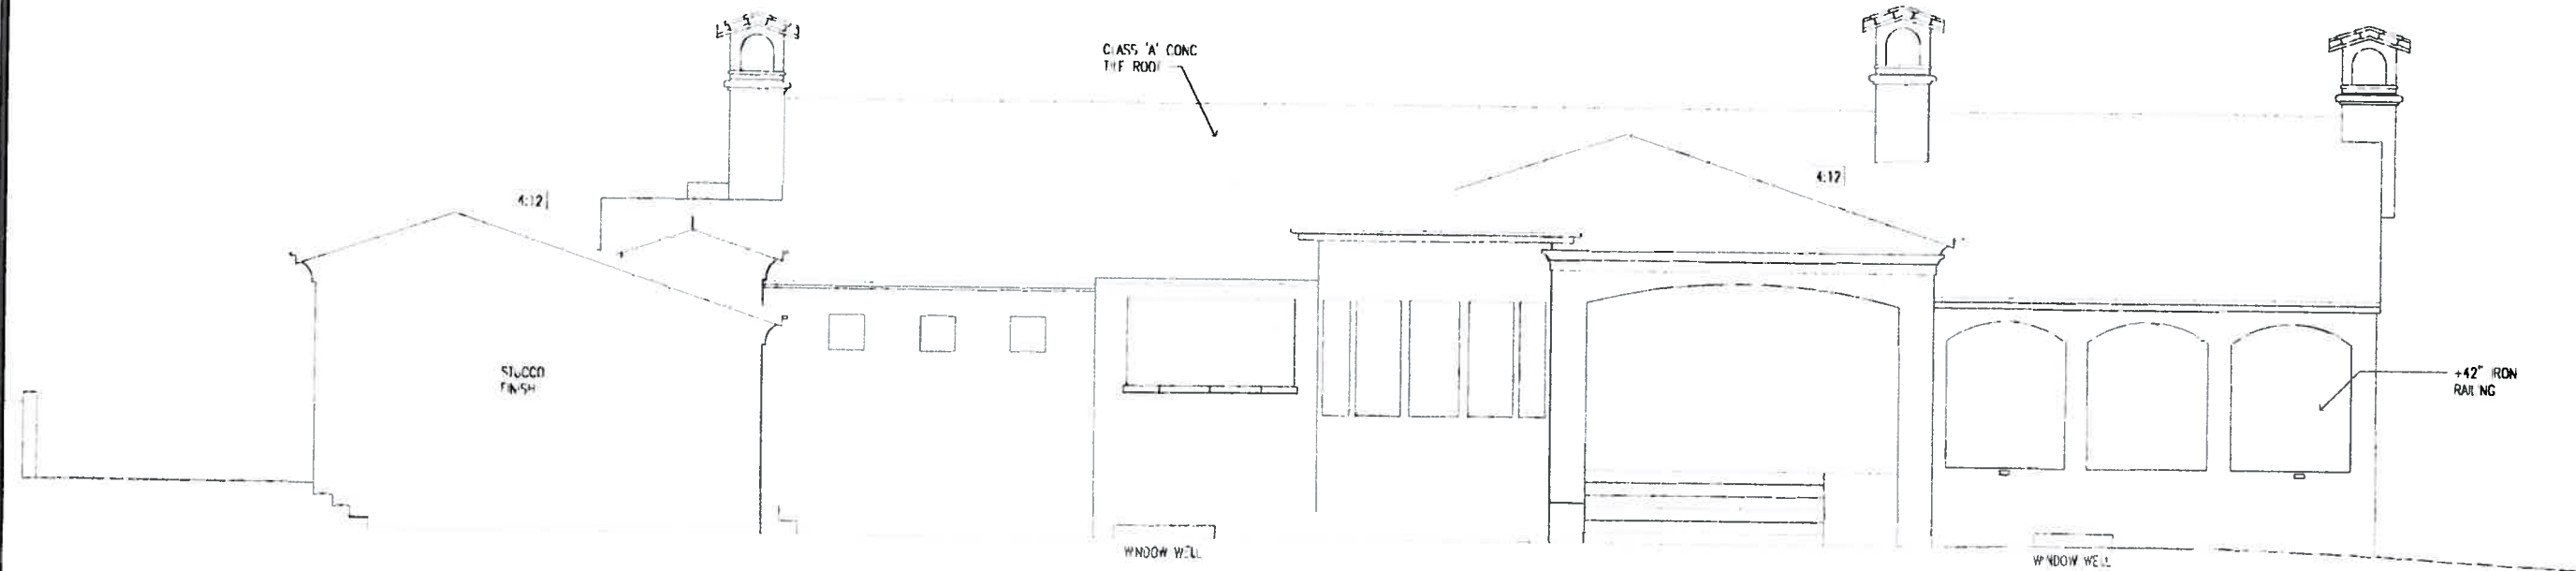 CLASS 'A' CONC
TILE ROOF
4:12
4:12
STUCCO
FINISH
+42" IRON
RAILING
WINDOW WELL
WINDOW WELL